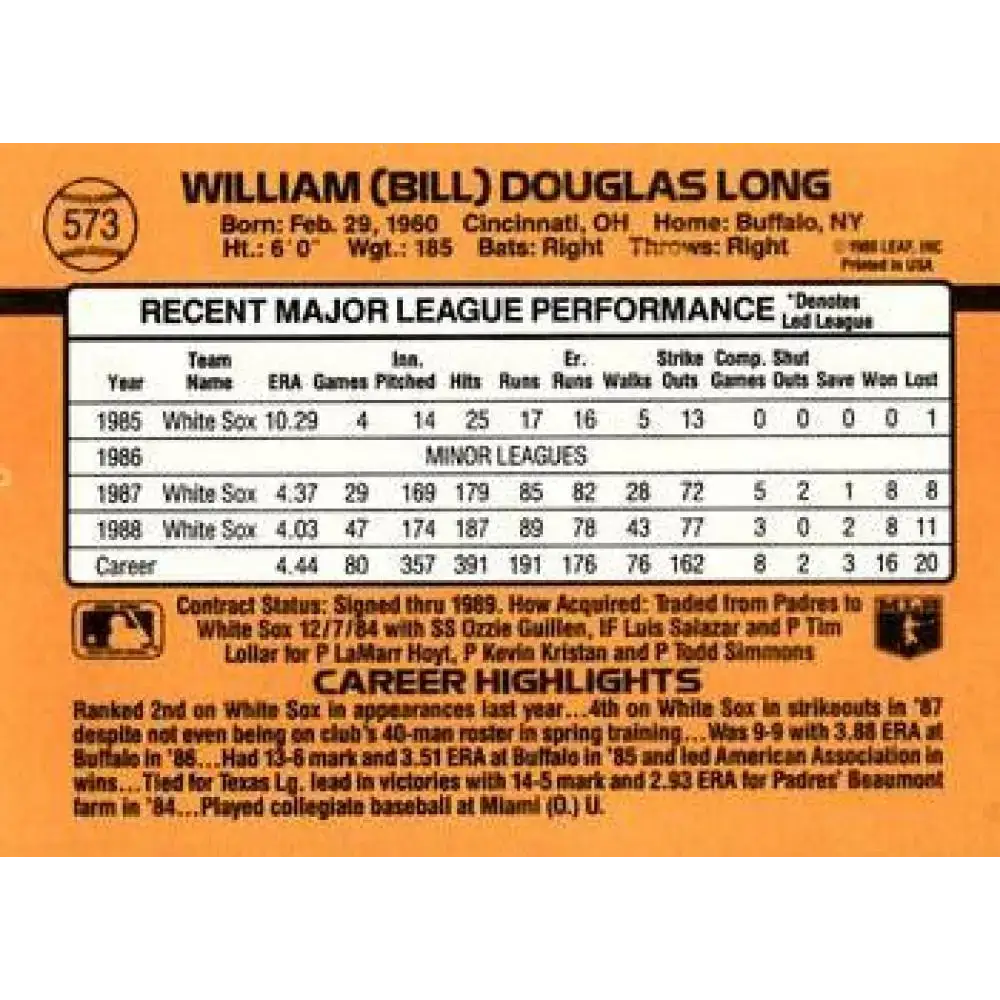 573
WILLIAM (BILL) DOUGLAS LONG
Born: Feb. 29, 1960 Cincinnati, OH Home: Buffalo, NY
Ht.: 6'0" Wgt.: 185 Bats: Right Throws: Right
© 1988 LEAF, INC
Printed in USA
RECENT MAJOR LEAGUE PERFORMANCE *Denotes Led League
Year Team Name ERA Games Inn. Pitched Hits Runs Er. Runs Walks Strike Outs Comp. Games Shut Outs Save Won Lost
1985 White Sox 10.29 4 14 25 17 16 5 13 0 0 0 0 1
1986 MINOR LEAGUES
1987 White Sox 4.37 29 169 179 85 82 28 72 5 2 1 8 8
1988 White Sox 4.03 47 174 187 89 78 43 77 3 0 2 8 11
Career 4.44 80 357 391 191 176 76 162 8 2 3 16 20
Contract Status: Signed thru 1989. How Acquired: Traded from Padres to
White Sox 12/7/84 with SS Ozzie Guillen, IF Luis Salazar and P Tim
Lollar for P LaMarr Hoyt, P Kevin Kristan and P Todd Simmons
CAREER HIGHLIGHTS
Ranked 2nd on White Sox in appearances last year...4th on White Sox in strikeouts in '87
despite not even being on club's 40-man roster in spring training...Was 9-9 with 3.88 ERA at
Buffalo in '86...Had 13-6 mark and 3.51 ERA at Buffalo in '85 and led American Association in
wins...Tied for Texas Lg. lead in victories with 14-5 mark and 2.93 ERA for Padres' Beaumont
farm in '84...Played collegiate baseball at Miami (O.) U.